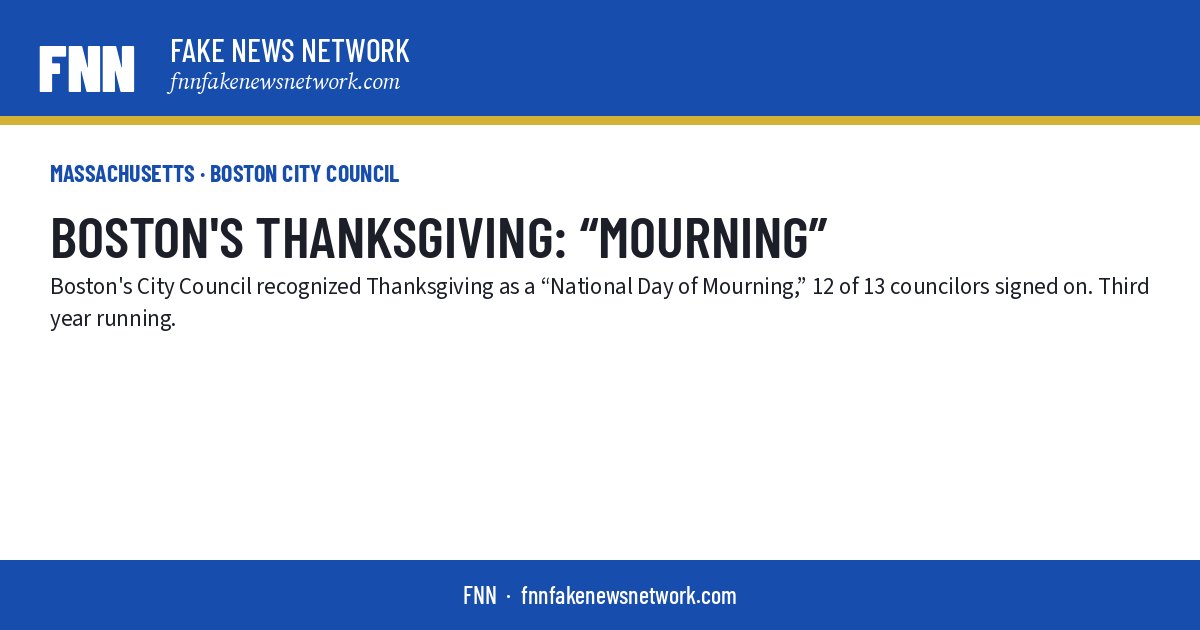 FNN
FAKE NEWS NETWORK
fnnfakenewsnetwork.com
MASSACHUSETTS · BOSTON CITY COUNCIL
BOSTON'S THANKSGIVING: “MOURNING”
Boston's City Council recognized Thanksgiving as a “National Day of Mourning,” 12 of 13 councilors signed on. Third
year running.
FNN · fnnfakenewsnetwork.com